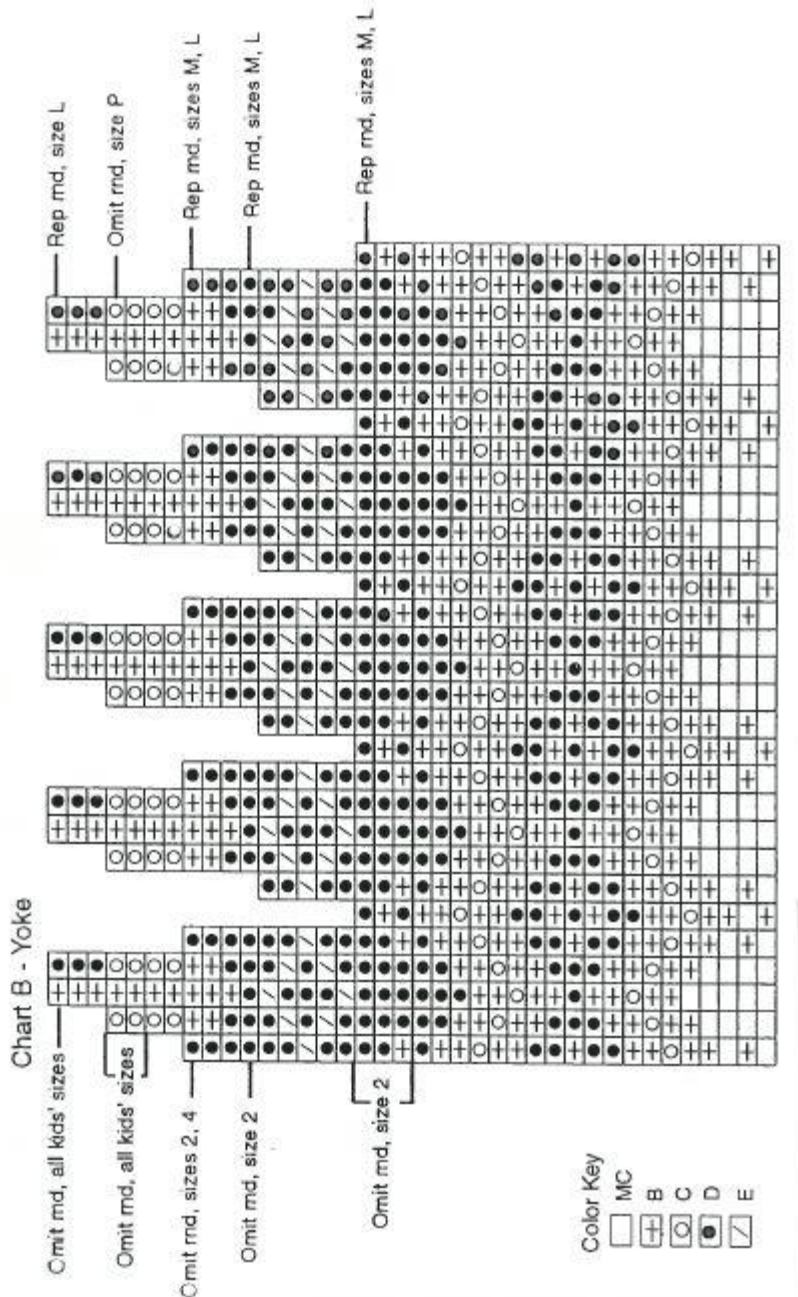 Chart B - Yoke
Omit rnd, all kids' sizes
Omit rnd, all kids' sizes
Omit rnd, sizes 2, 4
Omit rnd, size 2
Omit rnd, size 2
Rep rnd, size L
Omit rnd, size P
Rep rnd, sizes M, L
Rep rnd, sizes M, L
Rep rnd, sizes M, L
Color Key
MC
B
C
D
E